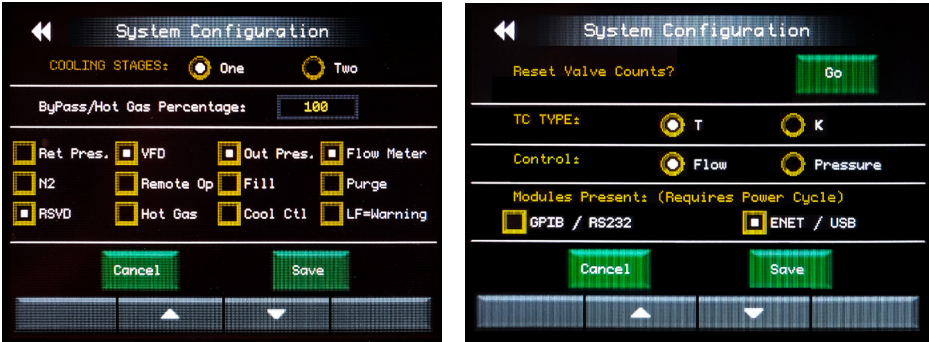 System Configuration
COOLING STAGES: One Two
ByPass/Hot Gas Percentage: 100
Ret Pres. VFD Out Pres. Flow Meter
N2 Remote Op Fill Purge
RSVD Hot Gas Cool Ctl LF=Warning
Cancel Save
System Configuration
Reset Valve Counts? Go
TC TYPE: T K
Control: Flow Pressure
Modules Present: (Requires Power Cycle)
GPIB / RS232 ENET / USB
Cancel Save